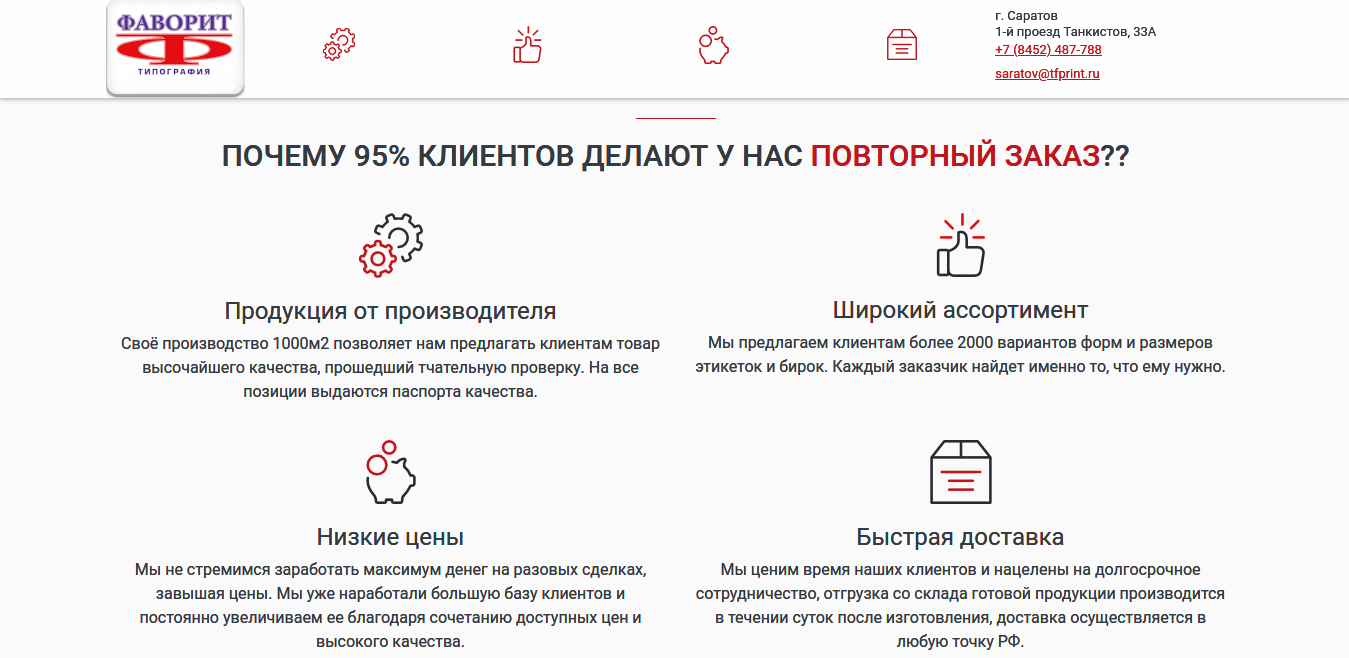 ФАВОРИТ
ТИПОГРАФИЯ
г. Саратов
1-й проезд Танкистов, 33А
+7 (8452) 487-788
saratov@tfprint.ru
ПОЧЕМУ 95% КЛИЕНТОВ ДЕЛАЮТ У НАС ПОВТОРНЫЙ ЗАКАЗ??
Продукция от производителя
Своё производство 1000м2 позволяет нам предлагать клиентам товар
высочайшего качества, прошедший тчательную проверку. На все
позиции выдаются паспорта качества.
Широкий ассортимент
Мы предлагаем клиентам более 2000 вариантов форм и размеров
этикеток и бирок. Каждый заказчик найдет именно то, что ему нужно.
Низкие цены
Мы не стремимся заработать максимум денег на разовых сделках,
завышая цены. Мы уже наработали большую базу клиентов и
постоянно увеличиваем ее благодаря сочетанию доступных цен и
высокого качества.
Быстрая доставка
Мы ценим время наших клиентов и нацелены на долгосрочное
сотрудничество, отгрузка со склада готовой продукции производится
в течении суток после изготовления, доставка осуществляется в
любую точку РФ.